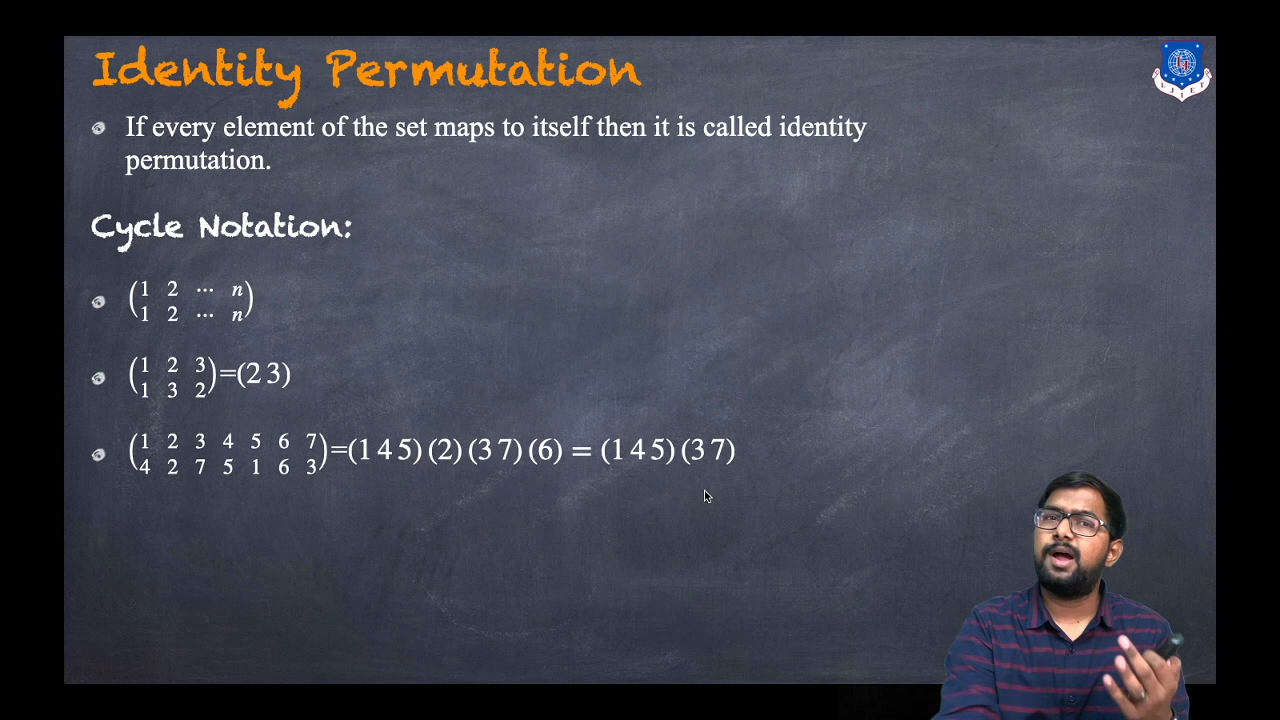 Identity Permutation
If every element of the set maps to itself then it is called identity
permutation.
Cycle Notation:
(1 2 ⋯ n)
(1 2 ⋯ n)
(1 2 3)
(1 3 2)=(2 3)
(1 2 3 4 5 6 7)
(4 2 7 5 1 6 3)=(1 4 5) (2) (3 7) (6) = (1 4 5) (3 7)
L J I E T